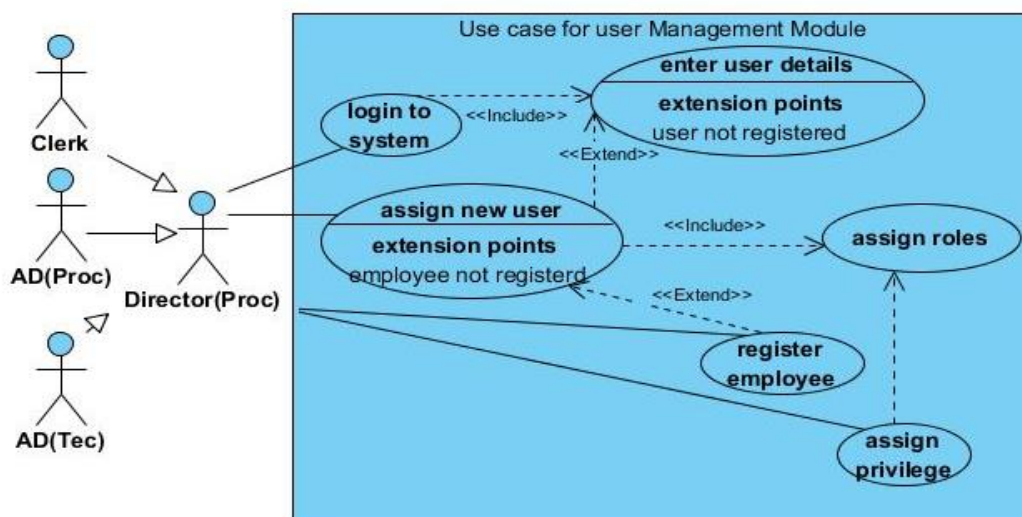 Use case for user Management Module
enter user details
extension points
user not registered
login to
system
<<Include>>
Clerk
<<Extend>>
assign new user
extension points
employee not registerd
<<Include>>
assign roles
AD(Proc)
Director(Proc)
<<Extend>>
register
employee
AD(Tec)
assign
privilege